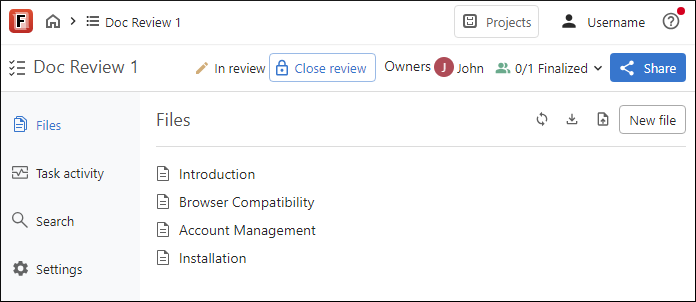 F Doc Review 1 Projects Username
Doc Review 1 In review Close review Owners J John 0/1 Finalized Share
Files
Task activity
Search
Settings
Files New file
Introduction
Browser Compatibility
Account Management
Installation